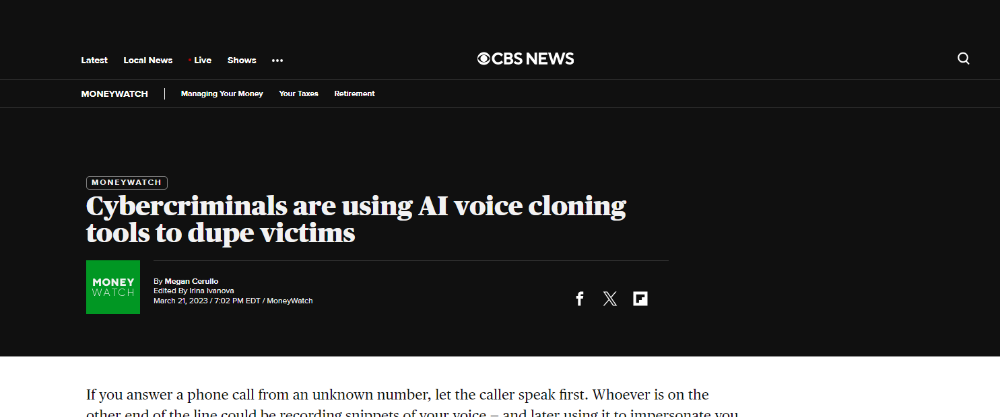 Latest Local News • Live Shows •••
CBS NEWS
MONEYWATCH | Managing Your Money Your Taxes Retirement
MONEYWATCH
Cybercriminals are using AI voice cloning
tools to dupe victims
MONEY
WATCH
By Megan Cerullo
Edited By Irina Ivanova
March 21, 2023 / 7:02 PM EDT / MoneyWatch
If you answer a phone call from an unknown number, let the caller speak first. Whoever is on the
other end of the line could be recording snippets of your voice – and later using it to impersonate you